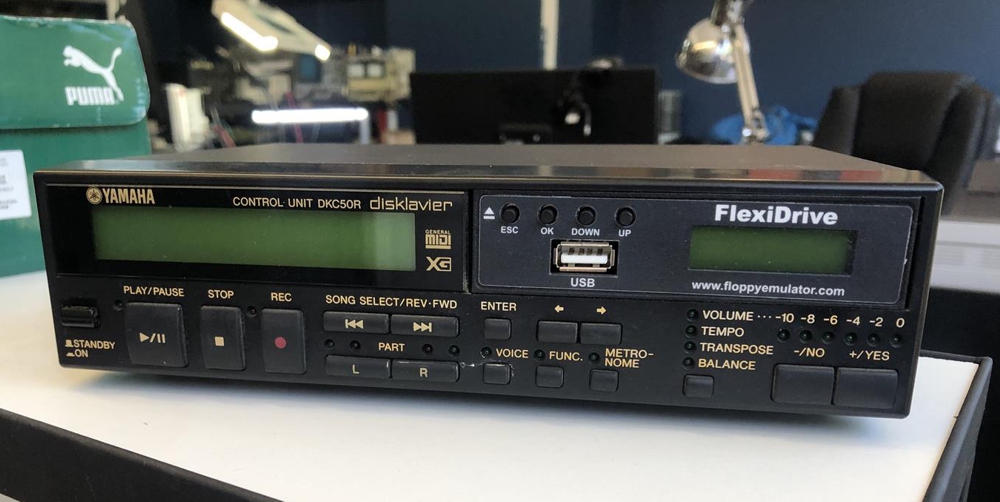 PUMA
YAMAHA
CONTROL UNIT DKC50R disklavier
GENERAL
MIDI
XG
ESC OK DOWN UP
USB
FlexiDrive
www.floppyemulator.com
PLAY/PAUSE STOP REC
SONG SELECT/REV·FWD
ENTER
PART
L R
VOICE FUNC. METRO-
NOME
STANDBY
ON
VOLUME ··· -10 -8 -6 -4 -2 0
TEMPO
TRANSPOSE
BALANCE
-/NO +/YES